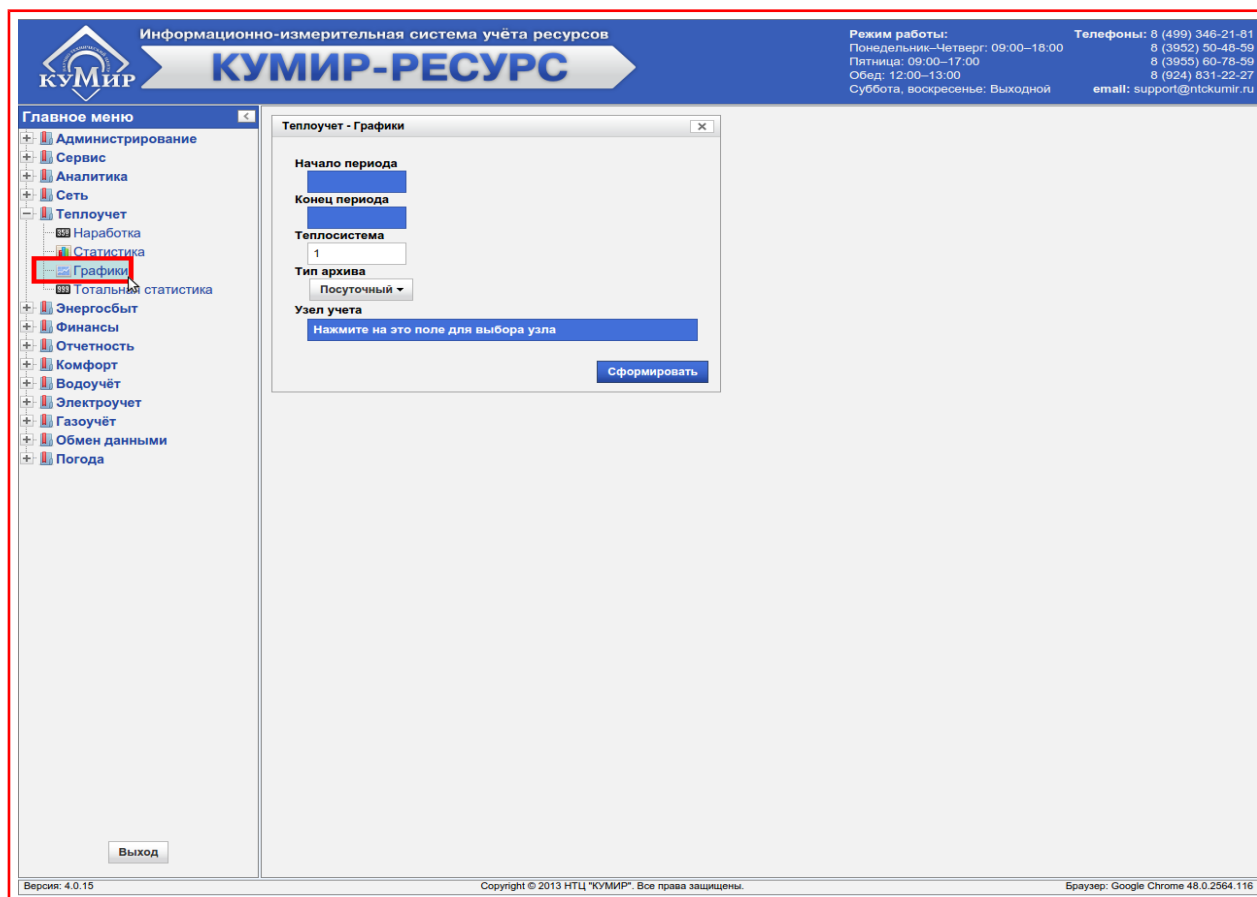 Информационно-измерительная система учёта ресурсов
КУМИР-РЕСУРС
КУМИР
Режим работы:
Понедельник–Четверг: 09:00–18:00
Пятница: 09:00–17:00
Обед: 12:00–13:00
Суббота, воскресенье: Выходной
Телефоны: 8 (499) 346-21-81
8 (3952) 50-48-59
8 (3955) 60-78-59
8 (924) 831-22-27
email: support@ntckumir.ru
Главное меню
Администрирование
Сервис
Аналитика
Сеть
Теплоучет
Наработка
Статистика
Графики
Тотальная статистика
Энергосбыт
Финансы
Отчетность
Комфорт
Водоучёт
Электроучет
Газоучёт
Обмен данными
Погода
Выход
Теплоучет - Графики
Начало периода
Конец периода
Теплосистема
1
Тип архива
Посуточный
Узел учета
Нажмите на это поле для выбора узла
Сформировать
Версия: 4.0.15
Copyright © 2013 НТЦ "КУМИР". Все права защищены.
Браузер: Google Chrome 48.0.2564.116